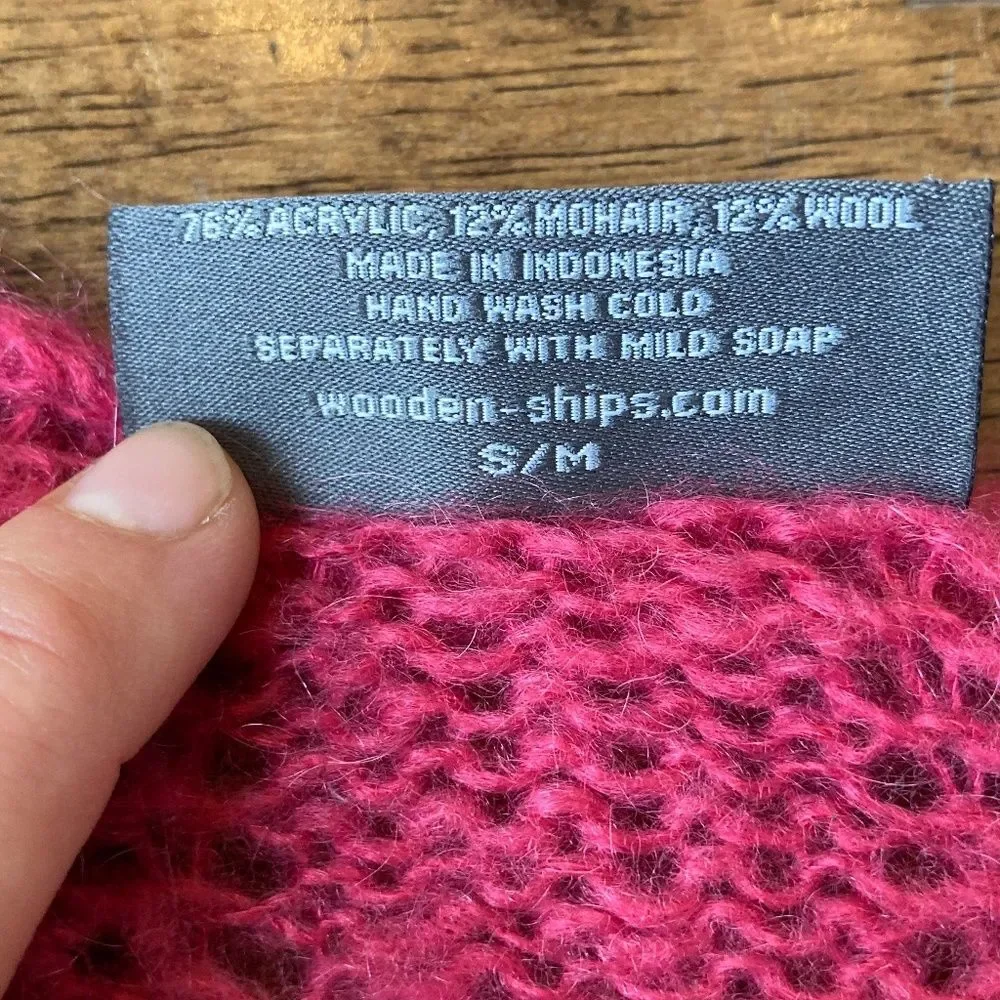 76% ACRYLIC, 12% MOHAIR, 12% WOOL
MADE IN INDONESIA
HAND WASH COLD
SEPARATELY WITH MILD SOAP
wooden-ships.com
S/M